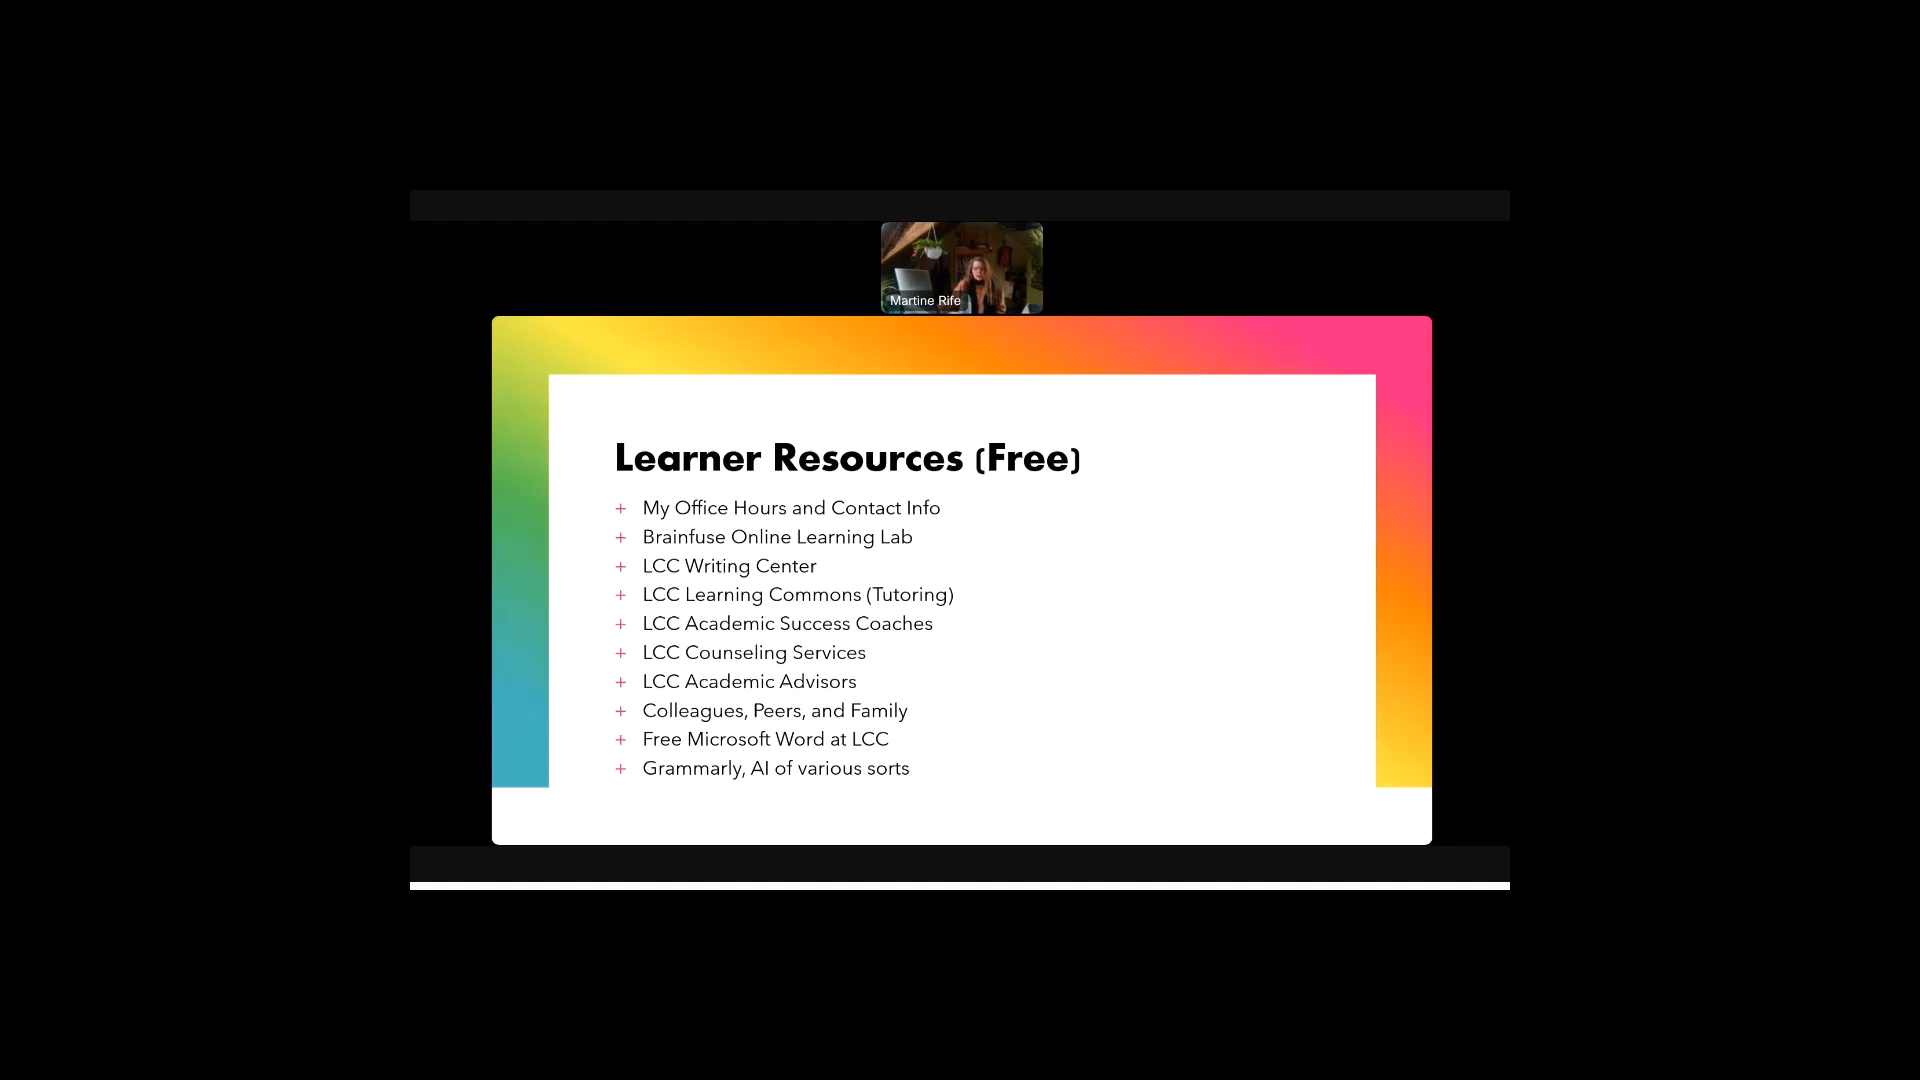 Martine Rife
Learner Resources (Free)
+ My Office Hours and Contact Info
+ Brainfuse Online Learning Lab
+ LCC Writing Center
+ LCC Learning Commons (Tutoring)
+ LCC Academic Success Coaches
+ LCC Counseling Services
+ LCC Academic Advisors
+ Colleagues, Peers, and Family
+ Free Microsoft Word at LCC
+ Grammarly, AI of various sorts